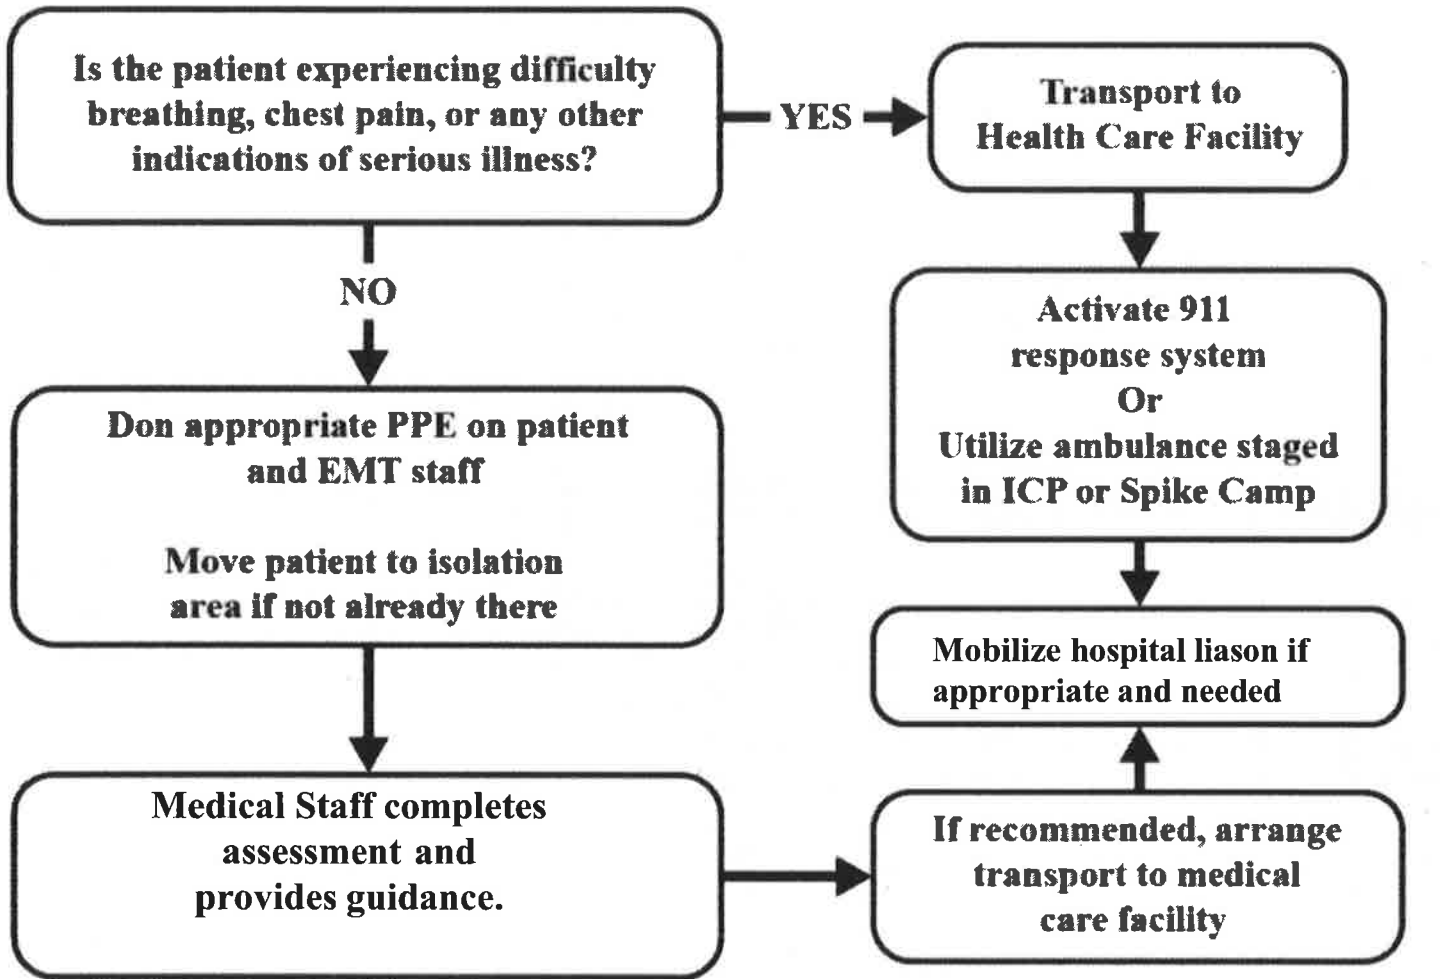 Is the patient experiencing difficulty
breathing, chest pain, or any other
indications of serious illness?
YES
Transport to
Health Care Facility
NO
Activate 911
response system
Or
Utilize ambulance staged
in ICP or Spike Camp
Don appropriate PPE on patient
and EMT staff
Move patient to isolation
area if not already there
Mobilize hospital liason if
appropriate and needed
Medical Staff completes
assessment and
provides guidance.
If recommended, arrange
transport to medical
care facility